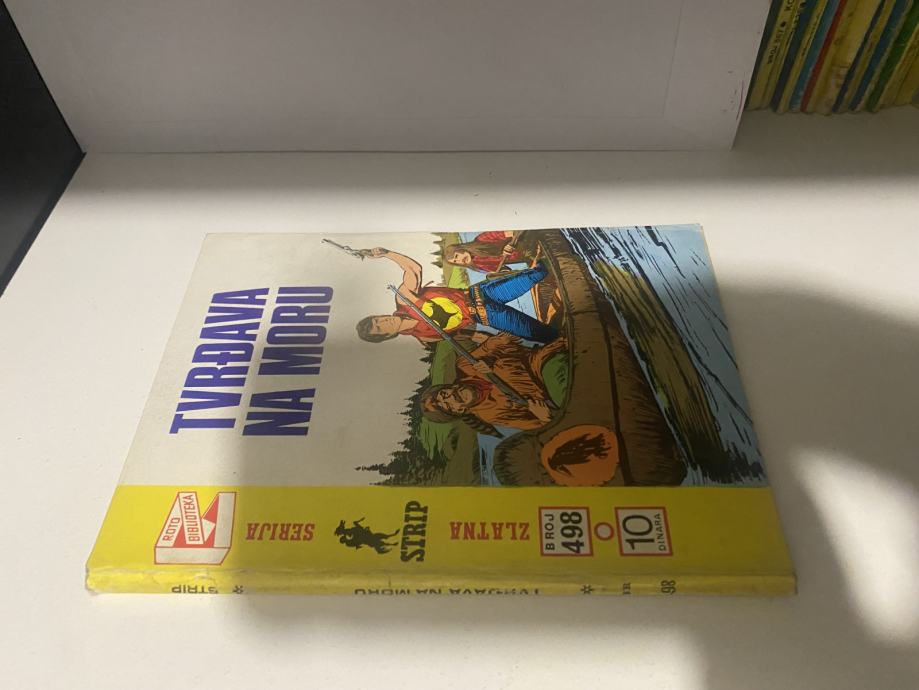 TVRĐAVA
NA MORU
ROTO
BIBLIOTEKA
ZLATNA
STRIP
SERIJA
BROJ
498
10
DINARA
STRIP
*
TVRĐAVA NA MORU
*
98